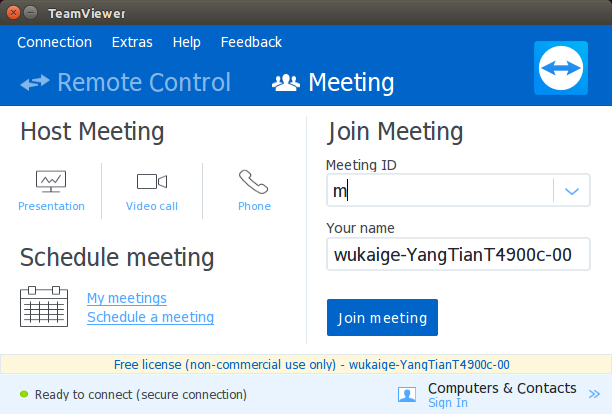 TeamViewer
Connection Extras Help Feedback
Remote Control Meeting
Host Meeting
Presentation Video call Phone
Schedule meeting
My meetings
Schedule a meeting
Join Meeting
Meeting ID
m
Your name
wukaige-YangTianT4900c-00
Join meeting
Free license (non-commercial use only) - wukaige-YangTianT4900c-00
Ready to connect (secure connection)
Computers & Contacts
Sign In